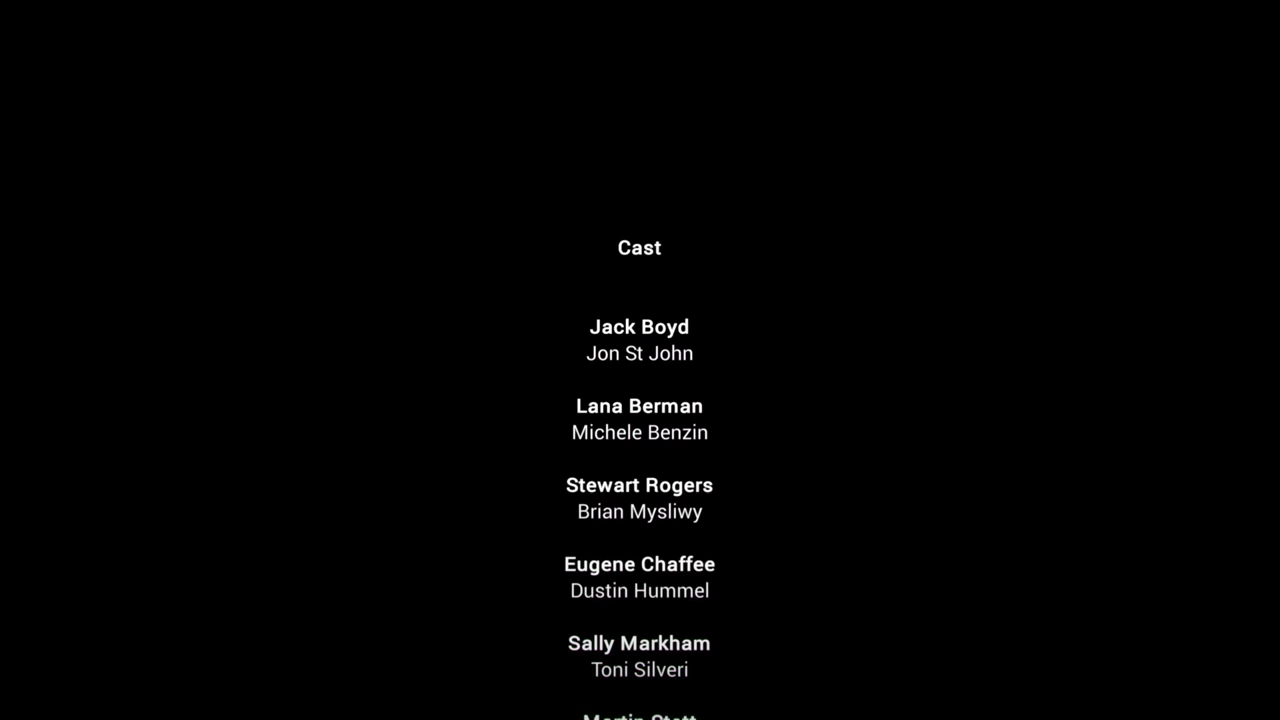 Cast
Jack Boyd
Jon St John
Lana Berman
Michele Benzin
Stewart Rogers
Brian Mysliwy
Eugene Chaffee
Dustin Hummel
Sally Markham
Toni Silveri